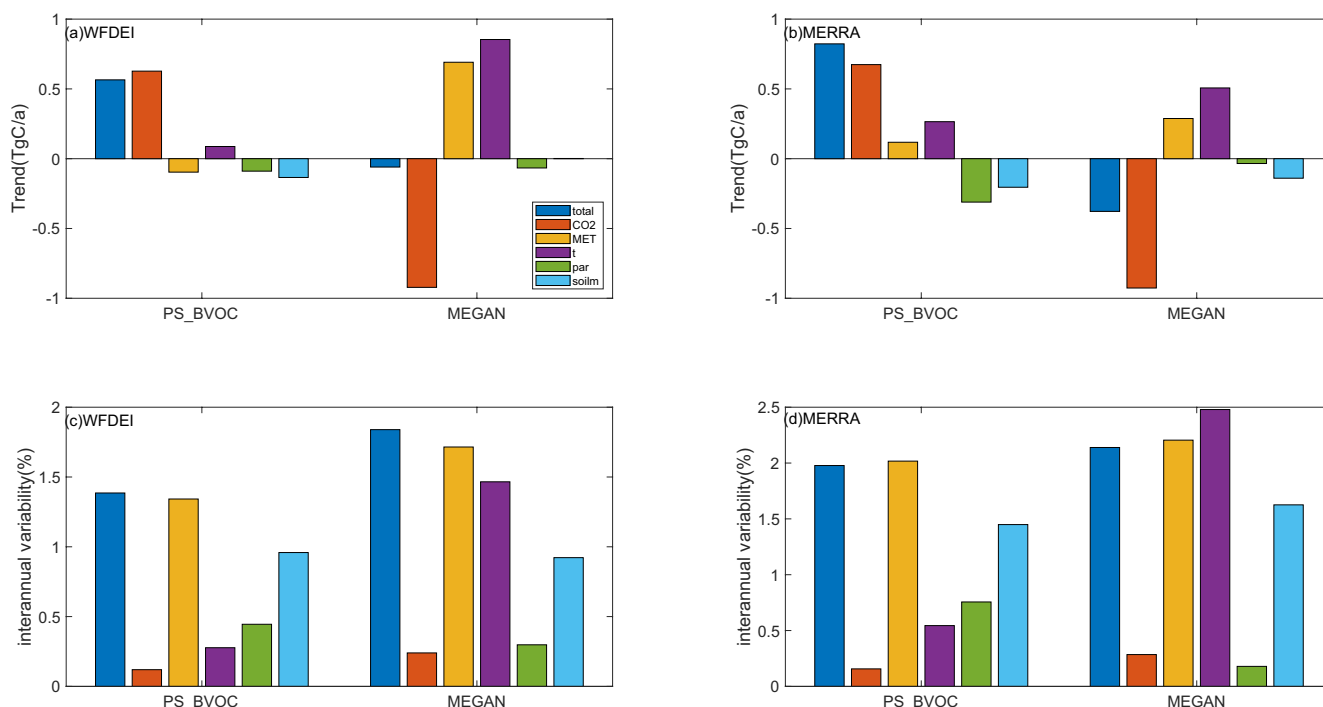 (a)WFDEI
Trend(TgC/a)
1
0.5
0
-0.5
-1
total
CO2
MET
t
par
soilm
PS_BVOC
MEGAN
(b)MERRA
Trend(TgC/a)
1
0.5
0
-0.5
-1
PS_BVOC
MEGAN
(c)WFDEI
interannual variability(%)
2
1.5
1
0.5
0
PS_BVOC
MEGAN
(d)MERRA
interannual variability(%)
2.5
2
1.5
1
0.5
0
PS_BVOC
MEGAN